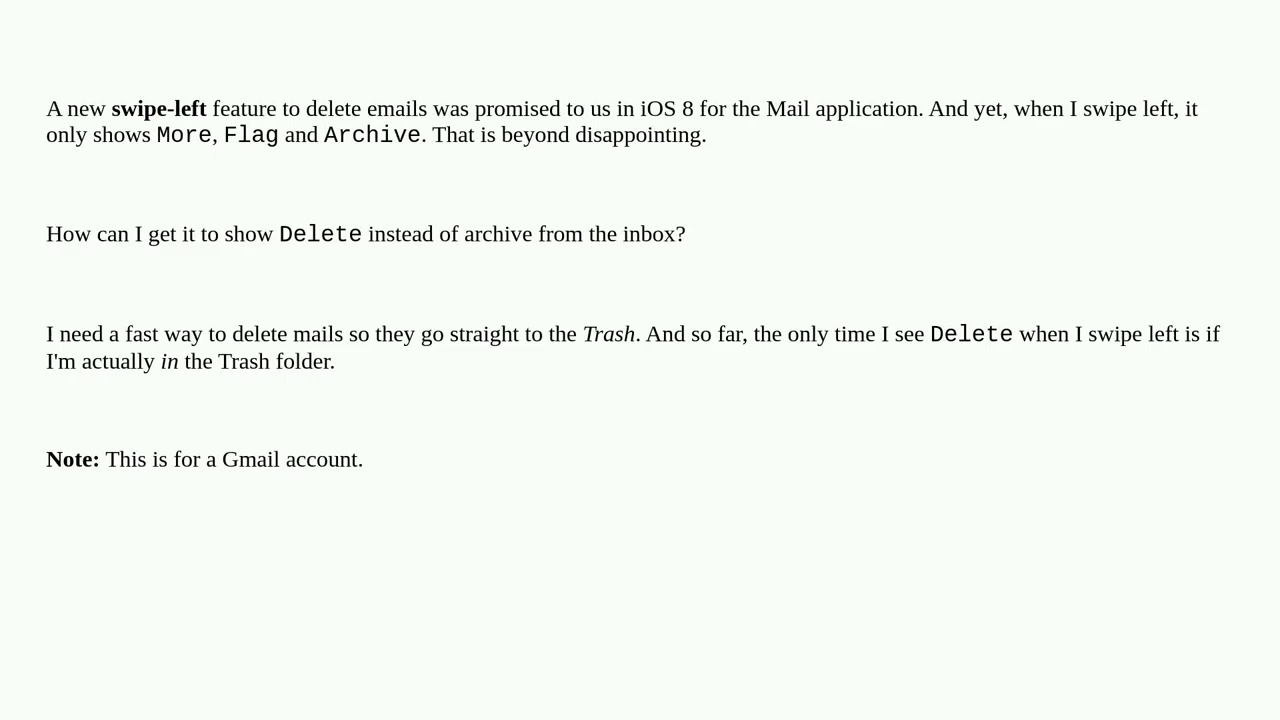 A new swipe-left feature to delete emails was promised to us in iOS 8 for the Mail application. And yet, when I swipe left, it
only shows More, Flag and Archive. That is beyond disappointing.
How can I get it to show Delete instead of archive from the inbox?
I need a fast way to delete mails so they go straight to the Trash. And so far, the only time I see Delete when I swipe left is if
I'm actually in the Trash folder.
Note: This is for a Gmail account.